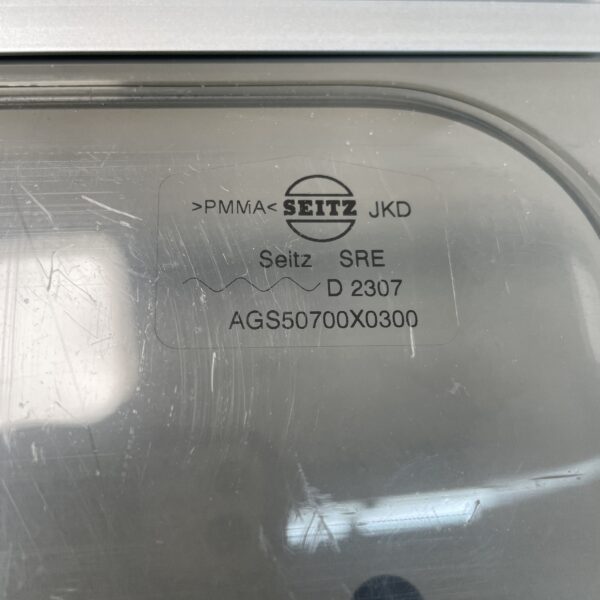 >PMMA< SEITZ JKD
Seitz SRE
D 2307
AGS50700X0300